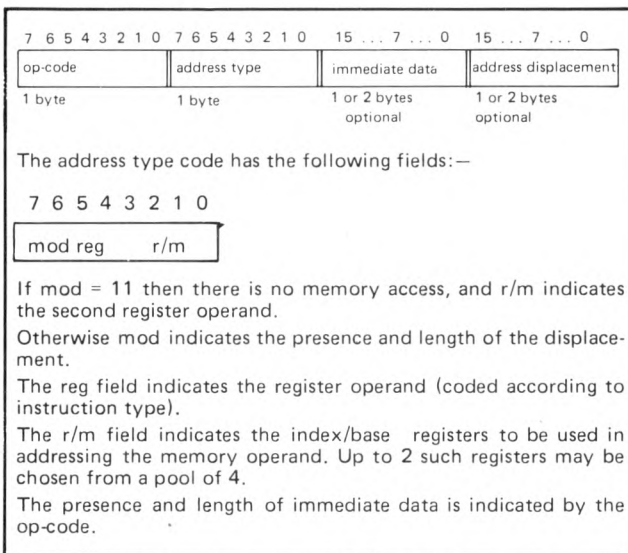 7 6 5 4 3 2 1 0 7 6 5 4 3 2 1 0 15 ... 7 ... 0 15 ... 7 ... 0
op-code address type immediate data address displacement
1 byte 1 byte 1 or 2 bytes 1 or 2 bytes
optional optional
The address type code has the following fields:—
7 6 5 4 3 2 1 0
mod reg r/m
If mod = 11 then there is no memory access, and r/m indicates
the second register operand.
Otherwise mod indicates the presence and length of the displace-
ment.
The reg field indicates the register operand (coded according to
instruction type).
The r/m field indicates the index/base registers to be used in
addressing the memory operand. Up to 2 such registers may be
chosen from a pool of 4.
The presence and length of immediate data is indicated by the
op-code.